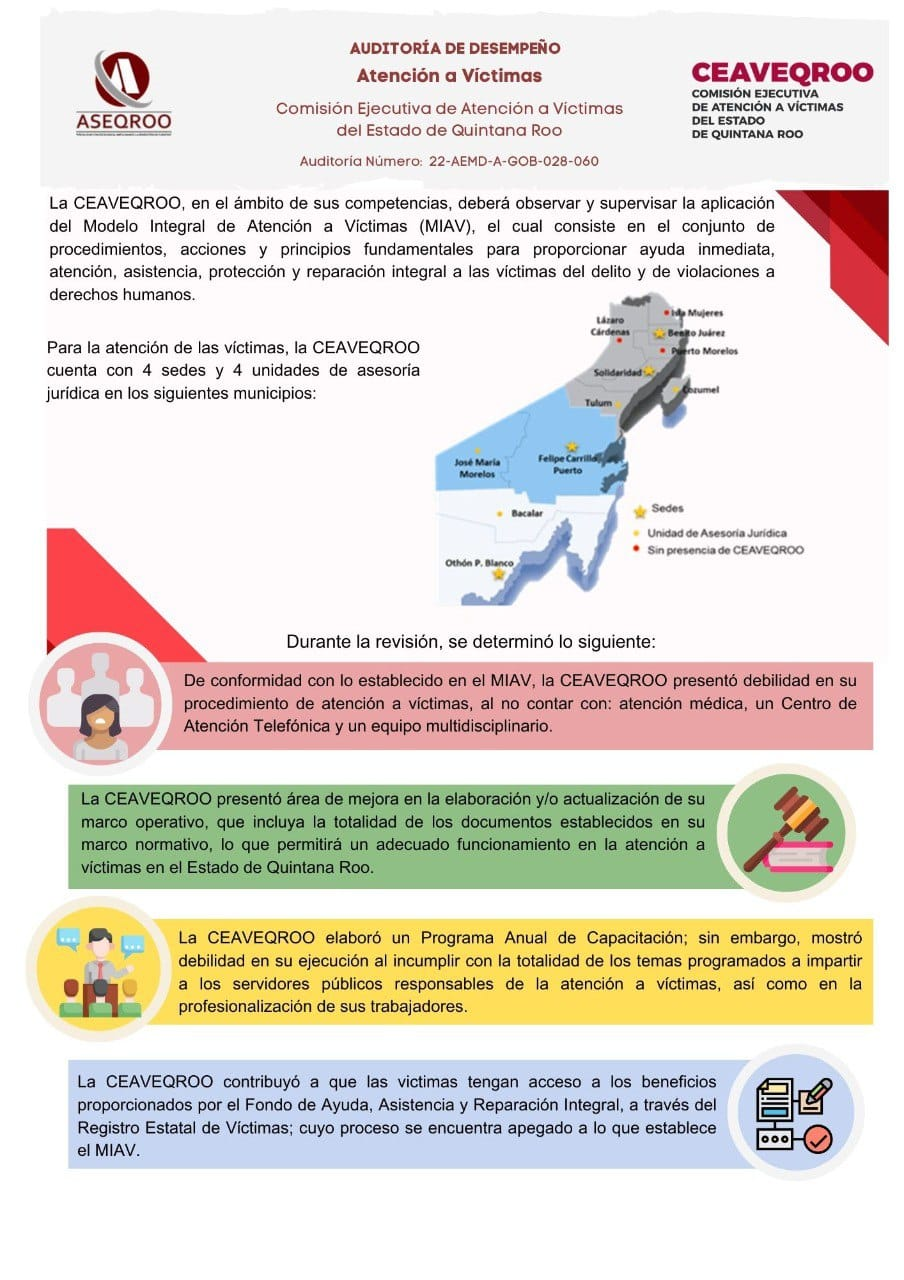 AUDITORÍA DE DESEMPEÑO
Atención a Víctimas
Comisión Ejecutiva de Atención a Víctimas
del Estado de Quintana Roo
Auditoría Número: 22-AEMD-A-GOB-028-060
ASEQROO
CEAVEQROO
COMISIÓN EJECUTIVA
DE ATENCIÓN A VÍCTIMAS
DEL ESTADO
DE QUINTANA ROO
La CEAVEQROO, en el ámbito de sus competencias, deberá observar y supervisar la aplicación
del Modelo Integral de Atención a Víctimas (MIAV), el cual consiste en el conjunto de
procedimientos, acciones y principios fundamentales para proporcionar ayuda inmediata,
atención, asistencia, protección y reparación integral a las víctimas del delito y de violaciones a
derechos humanos.
Para la atención de las víctimas, la CEAVEQROO
cuenta con 4 sedes y 4 unidades de asesoría
jurídica en los siguientes municipios:
Isla Mujeres
Lázaro
Cárdenas
Benito Juárez
Puerto Morelos
Solidaridad
Cozumel
Tulum
José María
Morelos
Felipe Carrillo
Puerto
Bacalar
Othón P. Blanco
Sedes
Unidad de Asesoría Jurídica
Sin presencia de CEAVEQROO
Durante la revisión, se determinó lo siguiente:
De conformidad con lo establecido en el MIAV, la CEAVEQROO presentó debilidad en su
procedimiento de atención a víctimas, al no contar con: atención médica, un Centro de
Atención Telefónica y un equipo multidisciplinario.
La CEAVEQROO presentó área de mejora en la elaboración y/o actualización de su
marco operativo, que incluya la totalidad de los documentos establecidos en su
marco normativo, lo que permitirá un adecuado funcionamiento en la atención a
víctimas en el Estado de Quintana Roo.
La CEAVEQROO elaboró un Programa Anual de Capacitación; sin embargo, mostró
debilidad en su ejecución al incumplir con la totalidad de los temas programados a impartir
a los servidores públicos responsables de la atención a víctimas, así como en la
profesionalización de sus trabajadores.
La CEAVEQROO contribuyó a que las victimas tengan acceso a los beneficios
proporcionados por el Fondo de Ayuda, Asistencia y Reparación Integral, a través del
Registro Estatal de Víctimas; cuyo proceso se encuentra apegado a lo que establece
el MIAV.